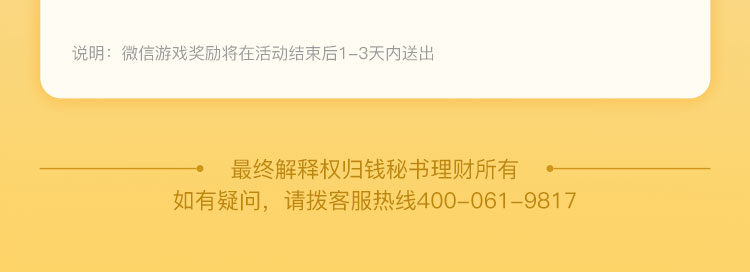 说明：微信游戏奖励将在活动结束后1-3天内送出
最终解释权归钱秘书理财所有
如有疑问，请拨客服热线400-061-9817